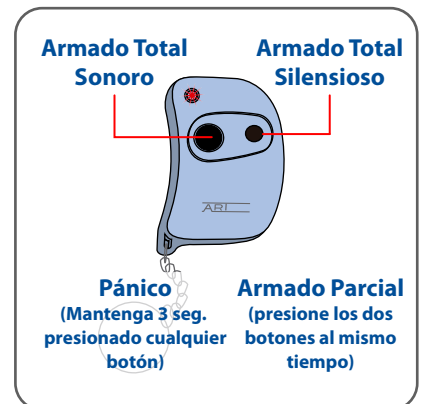 Armado Total
Sonoro
Armado Total
Silensioso
ARI
Pánico
(Mantenga 3 seg.
presionado cualquier
botón)
Armado Parcial
(presione los dos
botones al mismo
tiempo)